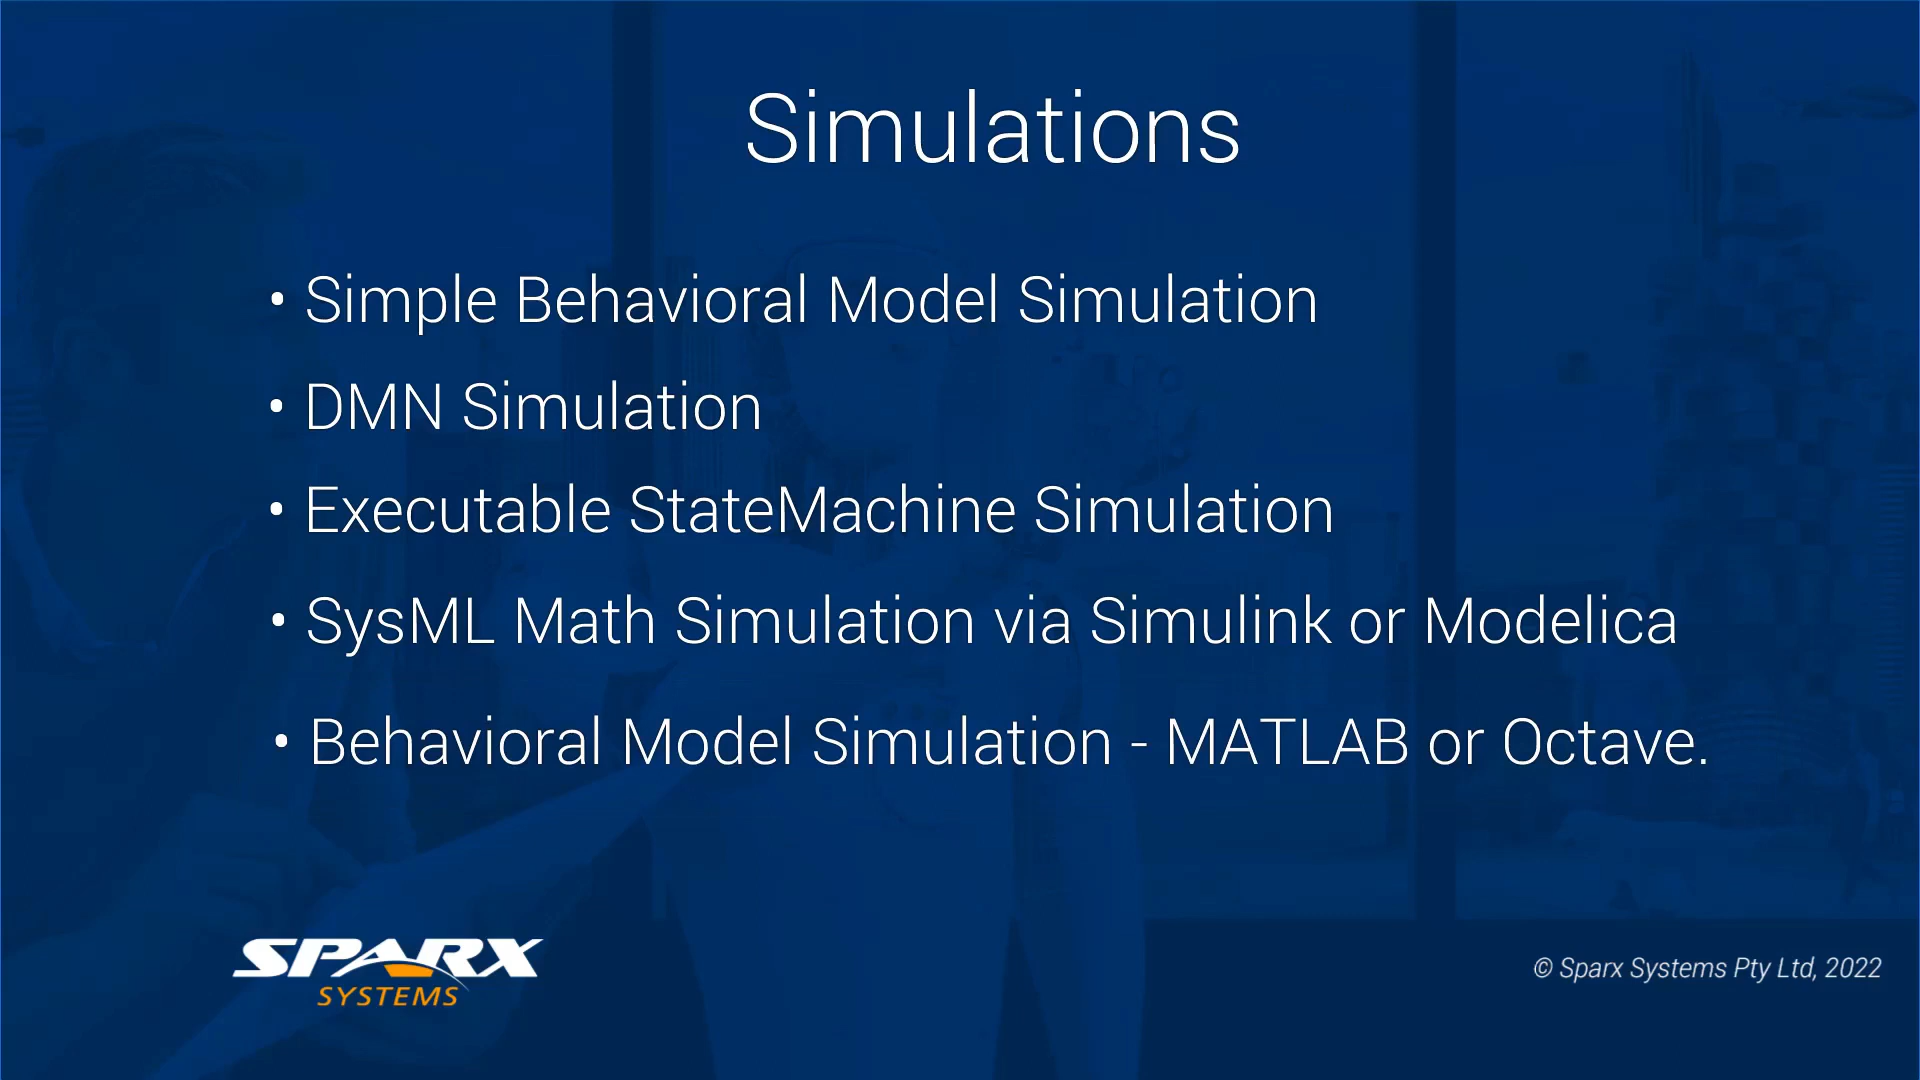 Simulations
• Simple Behavioral Model Simulation
• DMN Simulation
• Executable StateMachine Simulation
• SysML Math Simulation via Simulink or Modelica
• Behavioral Model Simulation - MATLAB or Octave.
SPARX
SYSTEMS
© Sparx Systems Pty Ltd, 2022